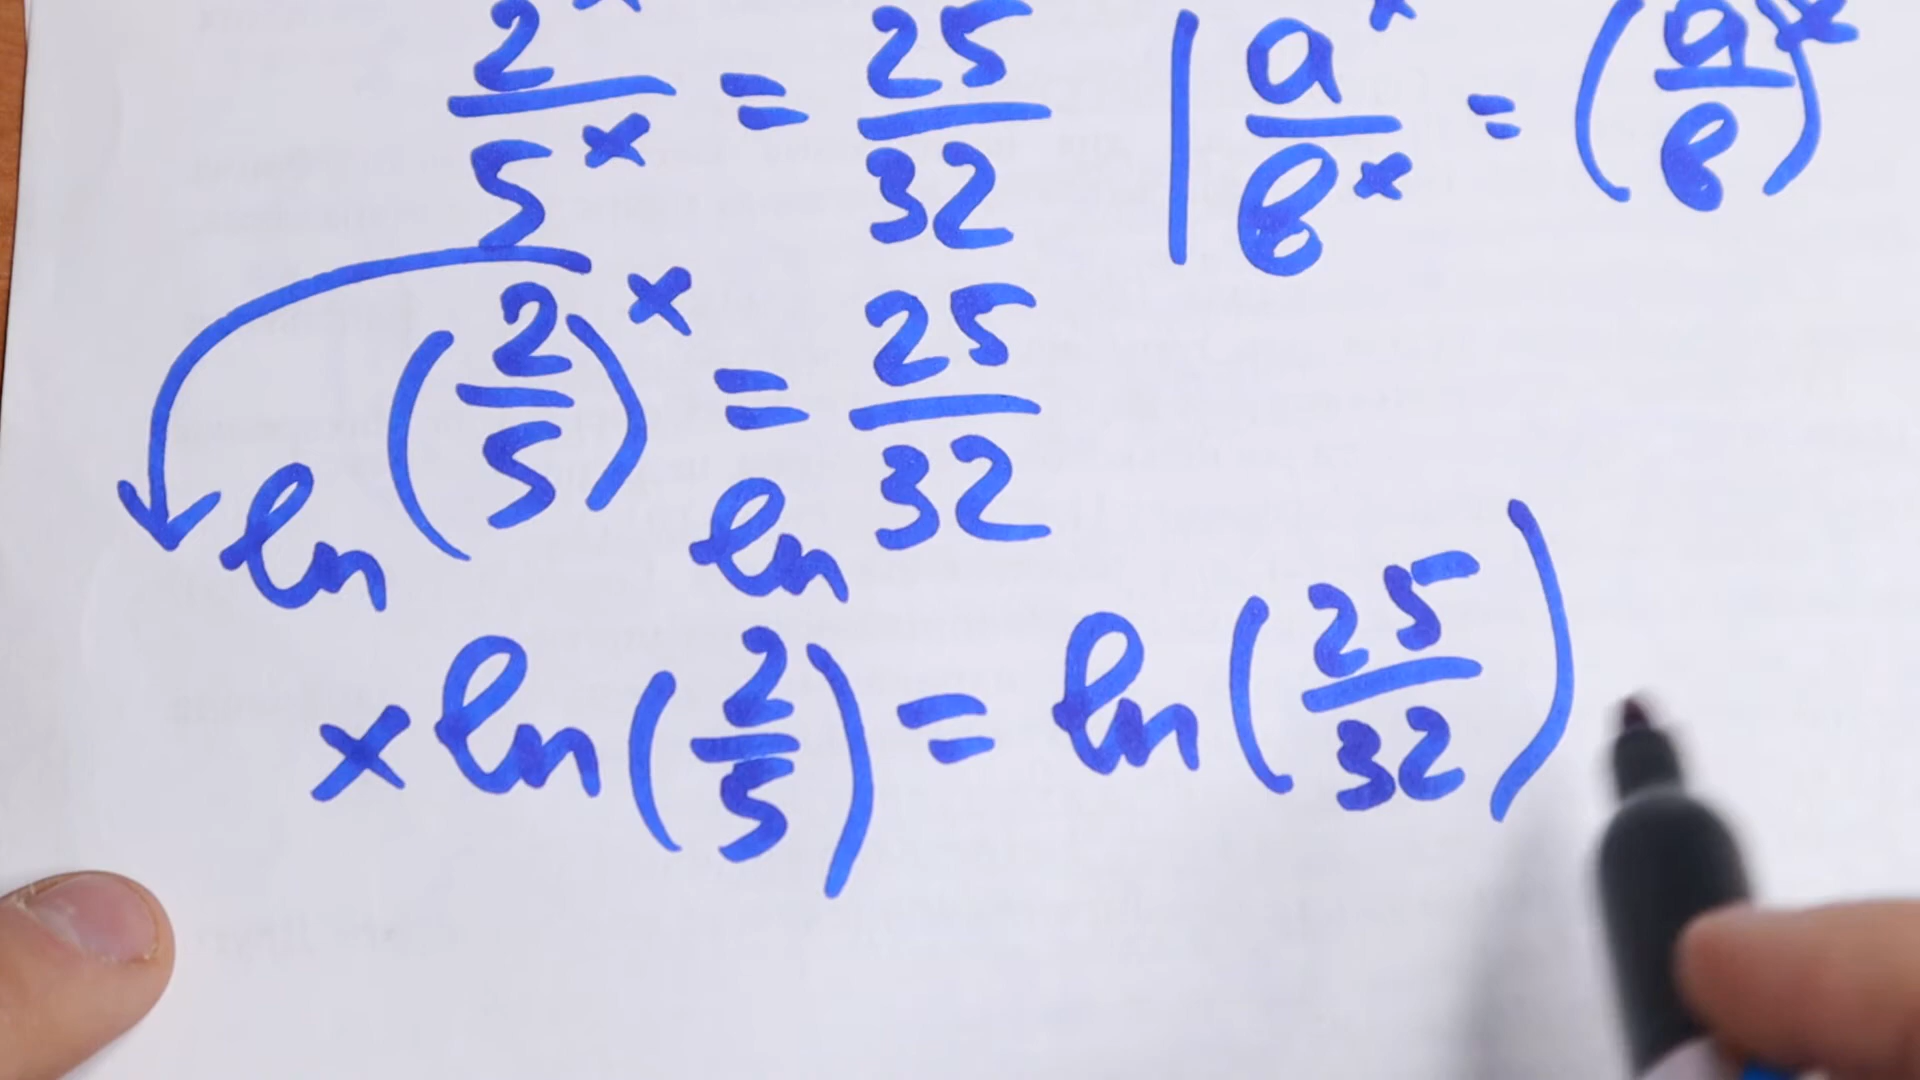 2^x / 5^x = 25 / 32 | a^x / b^x = (a / b)^x
ln (2 / 5)^x = ln 25 / 32
x ln (2 / 5) = ln (25 / 32)